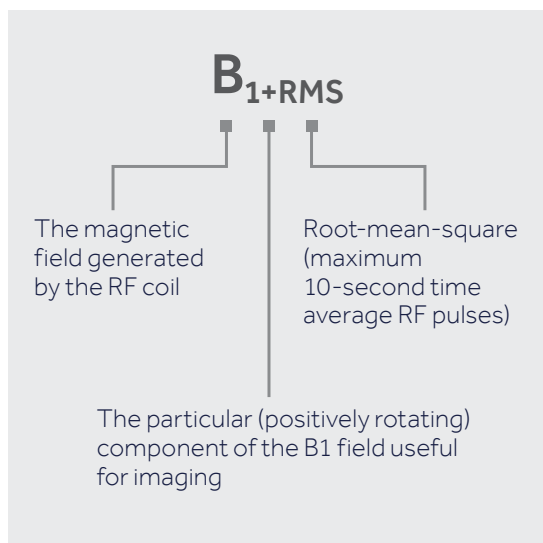 B1+RMS
The magnetic
field generated
by the RF coil
Root-mean-square
(maximum
10-second time
average RF pulses)
The particular (positively rotating)
component of the B1 field useful
for imaging